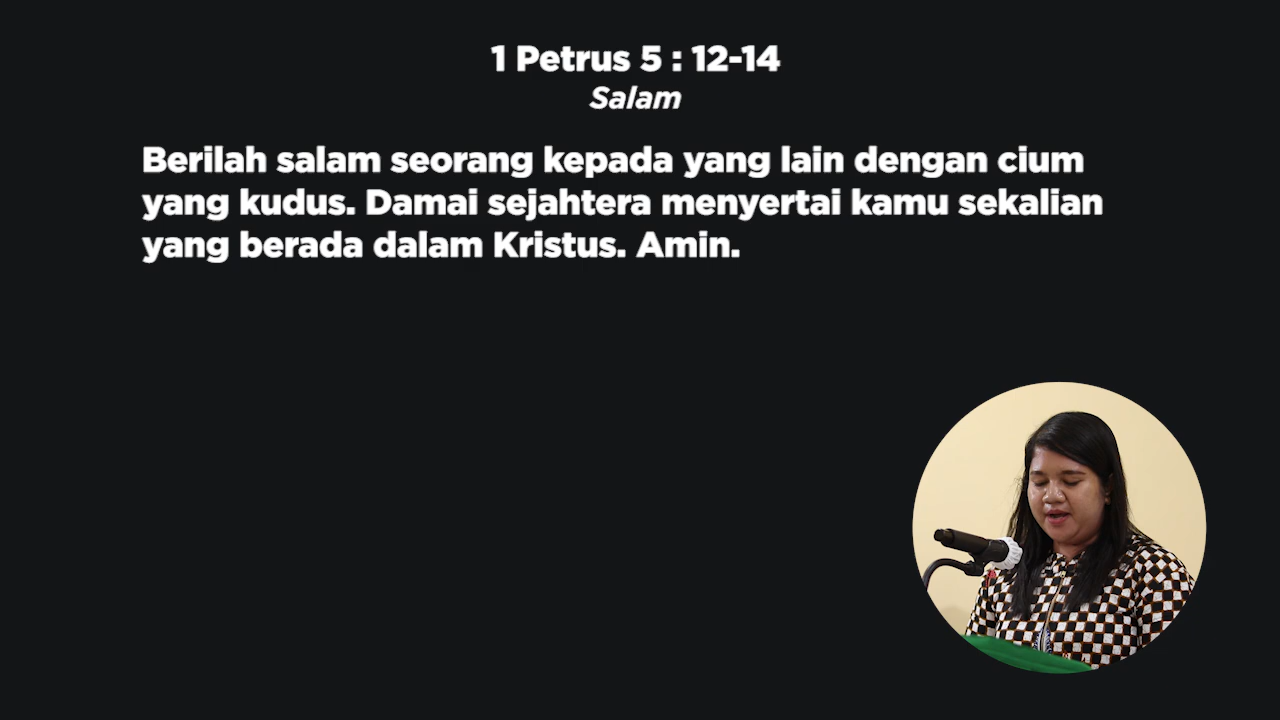 1 Petrus 5 : 12-14
Salam
Berilah salam seorang kepada yang lain dengan cium
yang kudus. Damai sejahtera menyertai kamu sekalian
yang berada dalam Kristus. Amin.